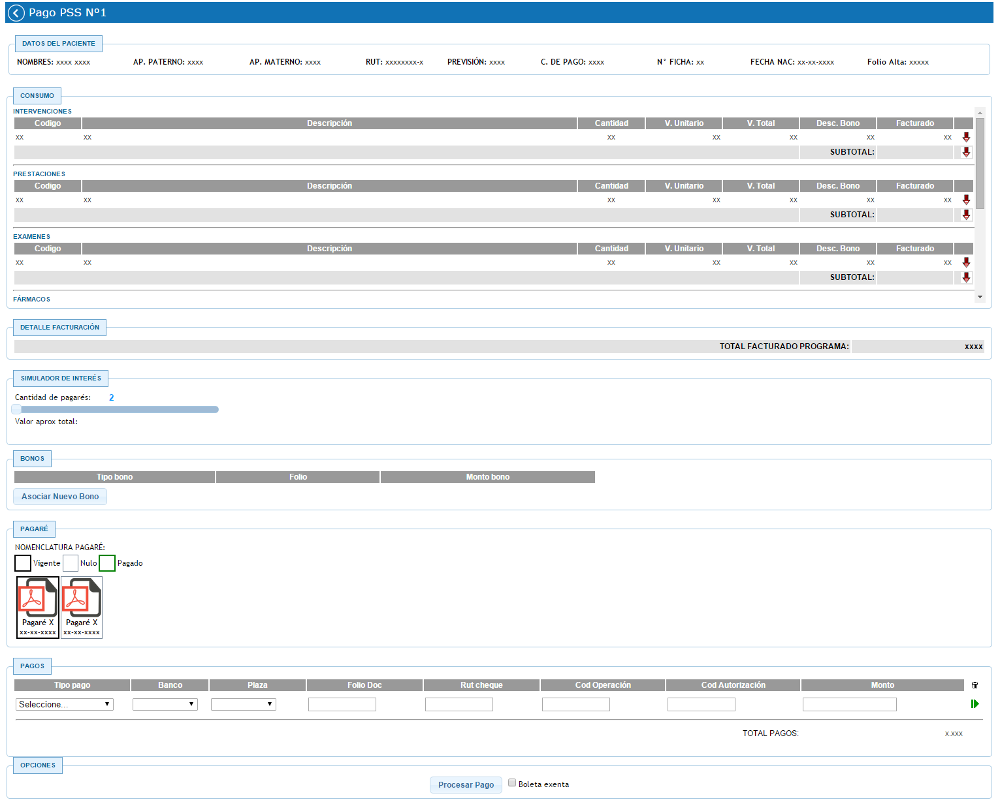 Pago PSS Nº1
DATOS DEL PACIENTE
NOMBRES: xxxx xxxx AP. PATERNO: xxxx AP. MATERNO: xxxx RUT: xxxxxxxx-x PREVISIÓN: xxxx C. DE PAGO: xxxx N° FICHA: xx FECHA NAC: xx-xx-xxxx Folio Alta: xxxxx
CONSUMO
INTERVENCIONES
Codigo Descripción Cantidad V. Unitario V. Total Desc. Bono Facturado
xx xx xx xx xx xx xx
SUBTOTAL:
PRESTACIONES
Codigo Descripción Cantidad V. Unitario V. Total Desc. Bono Facturado
xx xx xx xx xx xx xx
SUBTOTAL:
EXAMENES
Codigo Descripción Cantidad V. Unitario V. Total Desc. Bono Facturado
xx xx xx xx xx xx xx
SUBTOTAL:
FÁRMACOS
DETALLE FACTURACIÓN
TOTAL FACTURADO PROGRAMA: xxxx
SIMULADOR DE INTERÉS
Cantidad de pagarés: 2
Valor aprox total:
BONOS
Tipo bono Folio Monto bono
Asociar Nuevo Bono
PAGARÉ
NOMENCLATURA PAGARÉ:
Vigente Nulo Pagado
Pagaré X Pagaré X
xx-xx-xxxx xx-xx-xxxx
PAGOS
Tipo pago Banco Plaza Folio Doc Rut cheque Cod Operación Cod Autorización Monto
Seleccione...
TOTAL PAGOS: x.xxx
OPCIONES
Procesar Pago Boleta exenta